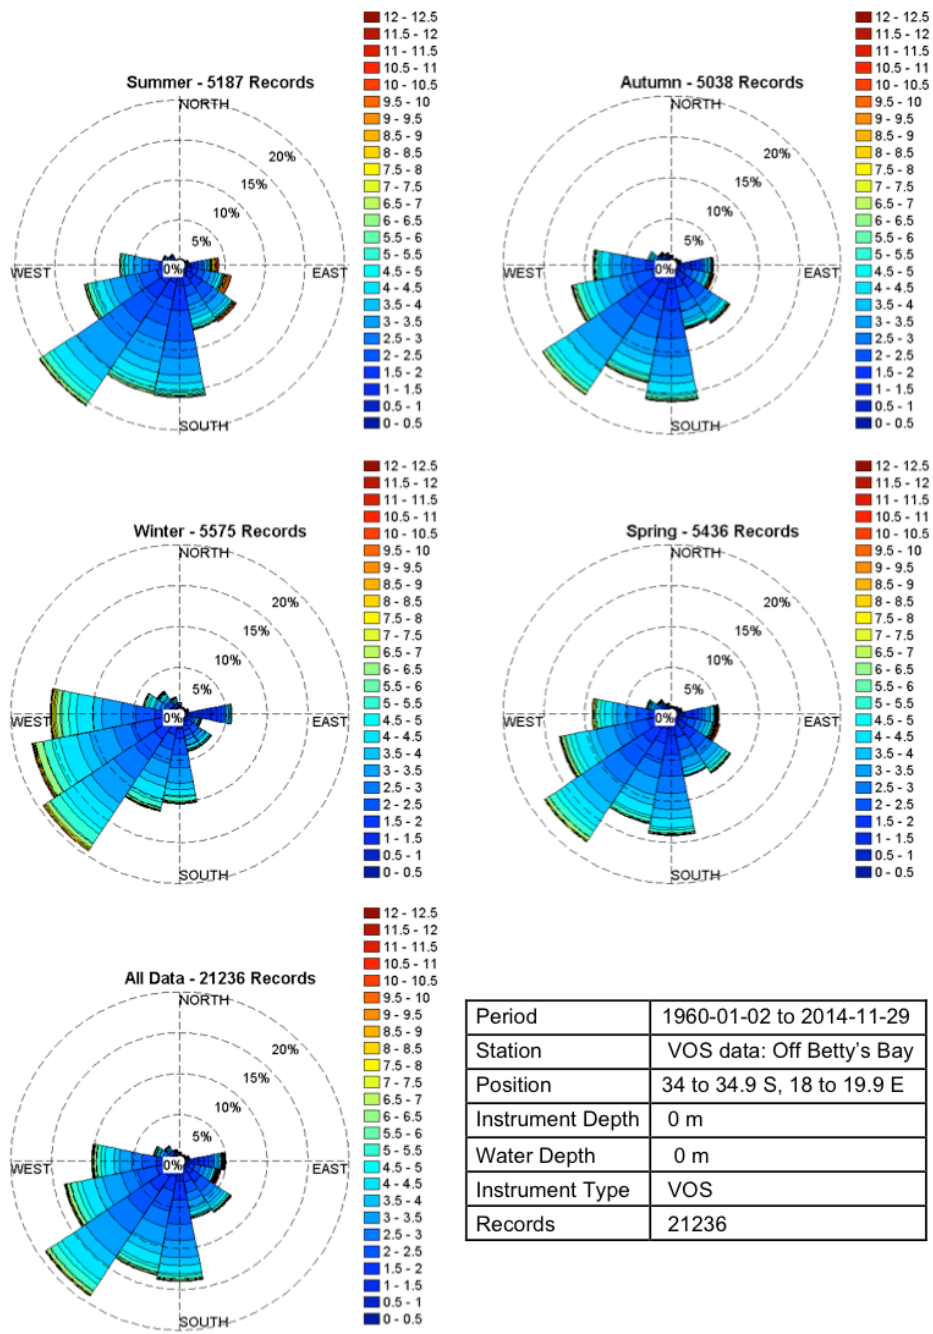 12 - 12.5
11.5 - 12
11 - 11.5
10.5 - 11
10 - 10.5
9.5 - 10
9 - 9.5
8.5 - 9
8 - 8.5
7.5 - 8
7 - 7.5
6.5 - 7
6 - 6.5
5.5 - 6
5 - 5.5
4.5 - 5
4 - 4.5
3.5 - 4
3 - 3.5
2.5 - 3
2 - 2.5
1.5 - 2
1 - 1.5
0.5 - 1
0 - 0.5
Summer - 5187 Records
NORTH
20%
15%
10%
5%
0%
WEST
EAST
SOUTH
12 - 12.5
11.5 - 12
11 - 11.5
10.5 - 11
10 - 10.5
9.5 - 10
9 - 9.5
8.5 - 9
8 - 8.5
7.5 - 8
7 - 7.5
6.5 - 7
6 - 6.5
5.5 - 6
5 - 5.5
4.5 - 5
4 - 4.5
3.5 - 4
3 - 3.5
2.5 - 3
2 - 2.5
1.5 - 2
1 - 1.5
0.5 - 1
0 - 0.5
Autumn - 5038 Records
NORTH
20%
15%
10%
5%
0%
WEST
EAST
SOUTH
12 - 12.5
11.5 - 12
11 - 11.5
10.5 - 11
10 - 10.5
9.5 - 10
9 - 9.5
8.5 - 9
8 - 8.5
7.5 - 8
7 - 7.5
6.5 - 7
6 - 6.5
5.5 - 6
5 - 5.5
4.5 - 5
4 - 4.5
3.5 - 4
3 - 3.5
2.5 - 3
2 - 2.5
1.5 - 2
1 - 1.5
0.5 - 1
0 - 0.5
Winter - 5575 Records
NORTH
20%
15%
10%
5%
0%
WEST
EAST
SOUTH
12 - 12.5
11.5 - 12
11 - 11.5
10.5 - 11
10 - 10.5
9.5 - 10
9 - 9.5
8.5 - 9
8 - 8.5
7.5 - 8
7 - 7.5
6.5 - 7
6 - 6.5
5.5 - 6
5 - 5.5
4.5 - 5
4 - 4.5
3.5 - 4
3 - 3.5
2.5 - 3
2 - 2.5
1.5 - 2
1 - 1.5
0.5 - 1
0 - 0.5
Spring - 5436 Records
NORTH
20%
15%
10%
5%
0%
WEST
EAST
SOUTH
12 - 12.5
11.5 - 12
11 - 11.5
10.5 - 11
10 - 10.5
9.5 - 10
9 - 9.5
8.5 - 9
8 - 8.5
7.5 - 8
7 - 7.5
6.5 - 7
6 - 6.5
5.5 - 6
5 - 5.5
4.5 - 5
4 - 4.5
3.5 - 4
3 - 3.5
2.5 - 3
2 - 2.5
1.5 - 2
1 - 1.5
0.5 - 1
0 - 0.5
All Data - 21236 Records
NORTH
20%
15%
10%
5%
0%
WEST
EAST
SOUTH
Period 1960-01-02 to 2014-11-29
Station VOS data: Off Betty's Bay
Position 34 to 34.9 S, 18 to 19.9 E
Instrument Depth 0 m
Water Depth 0 m
Instrument Type VOS
Records 21236